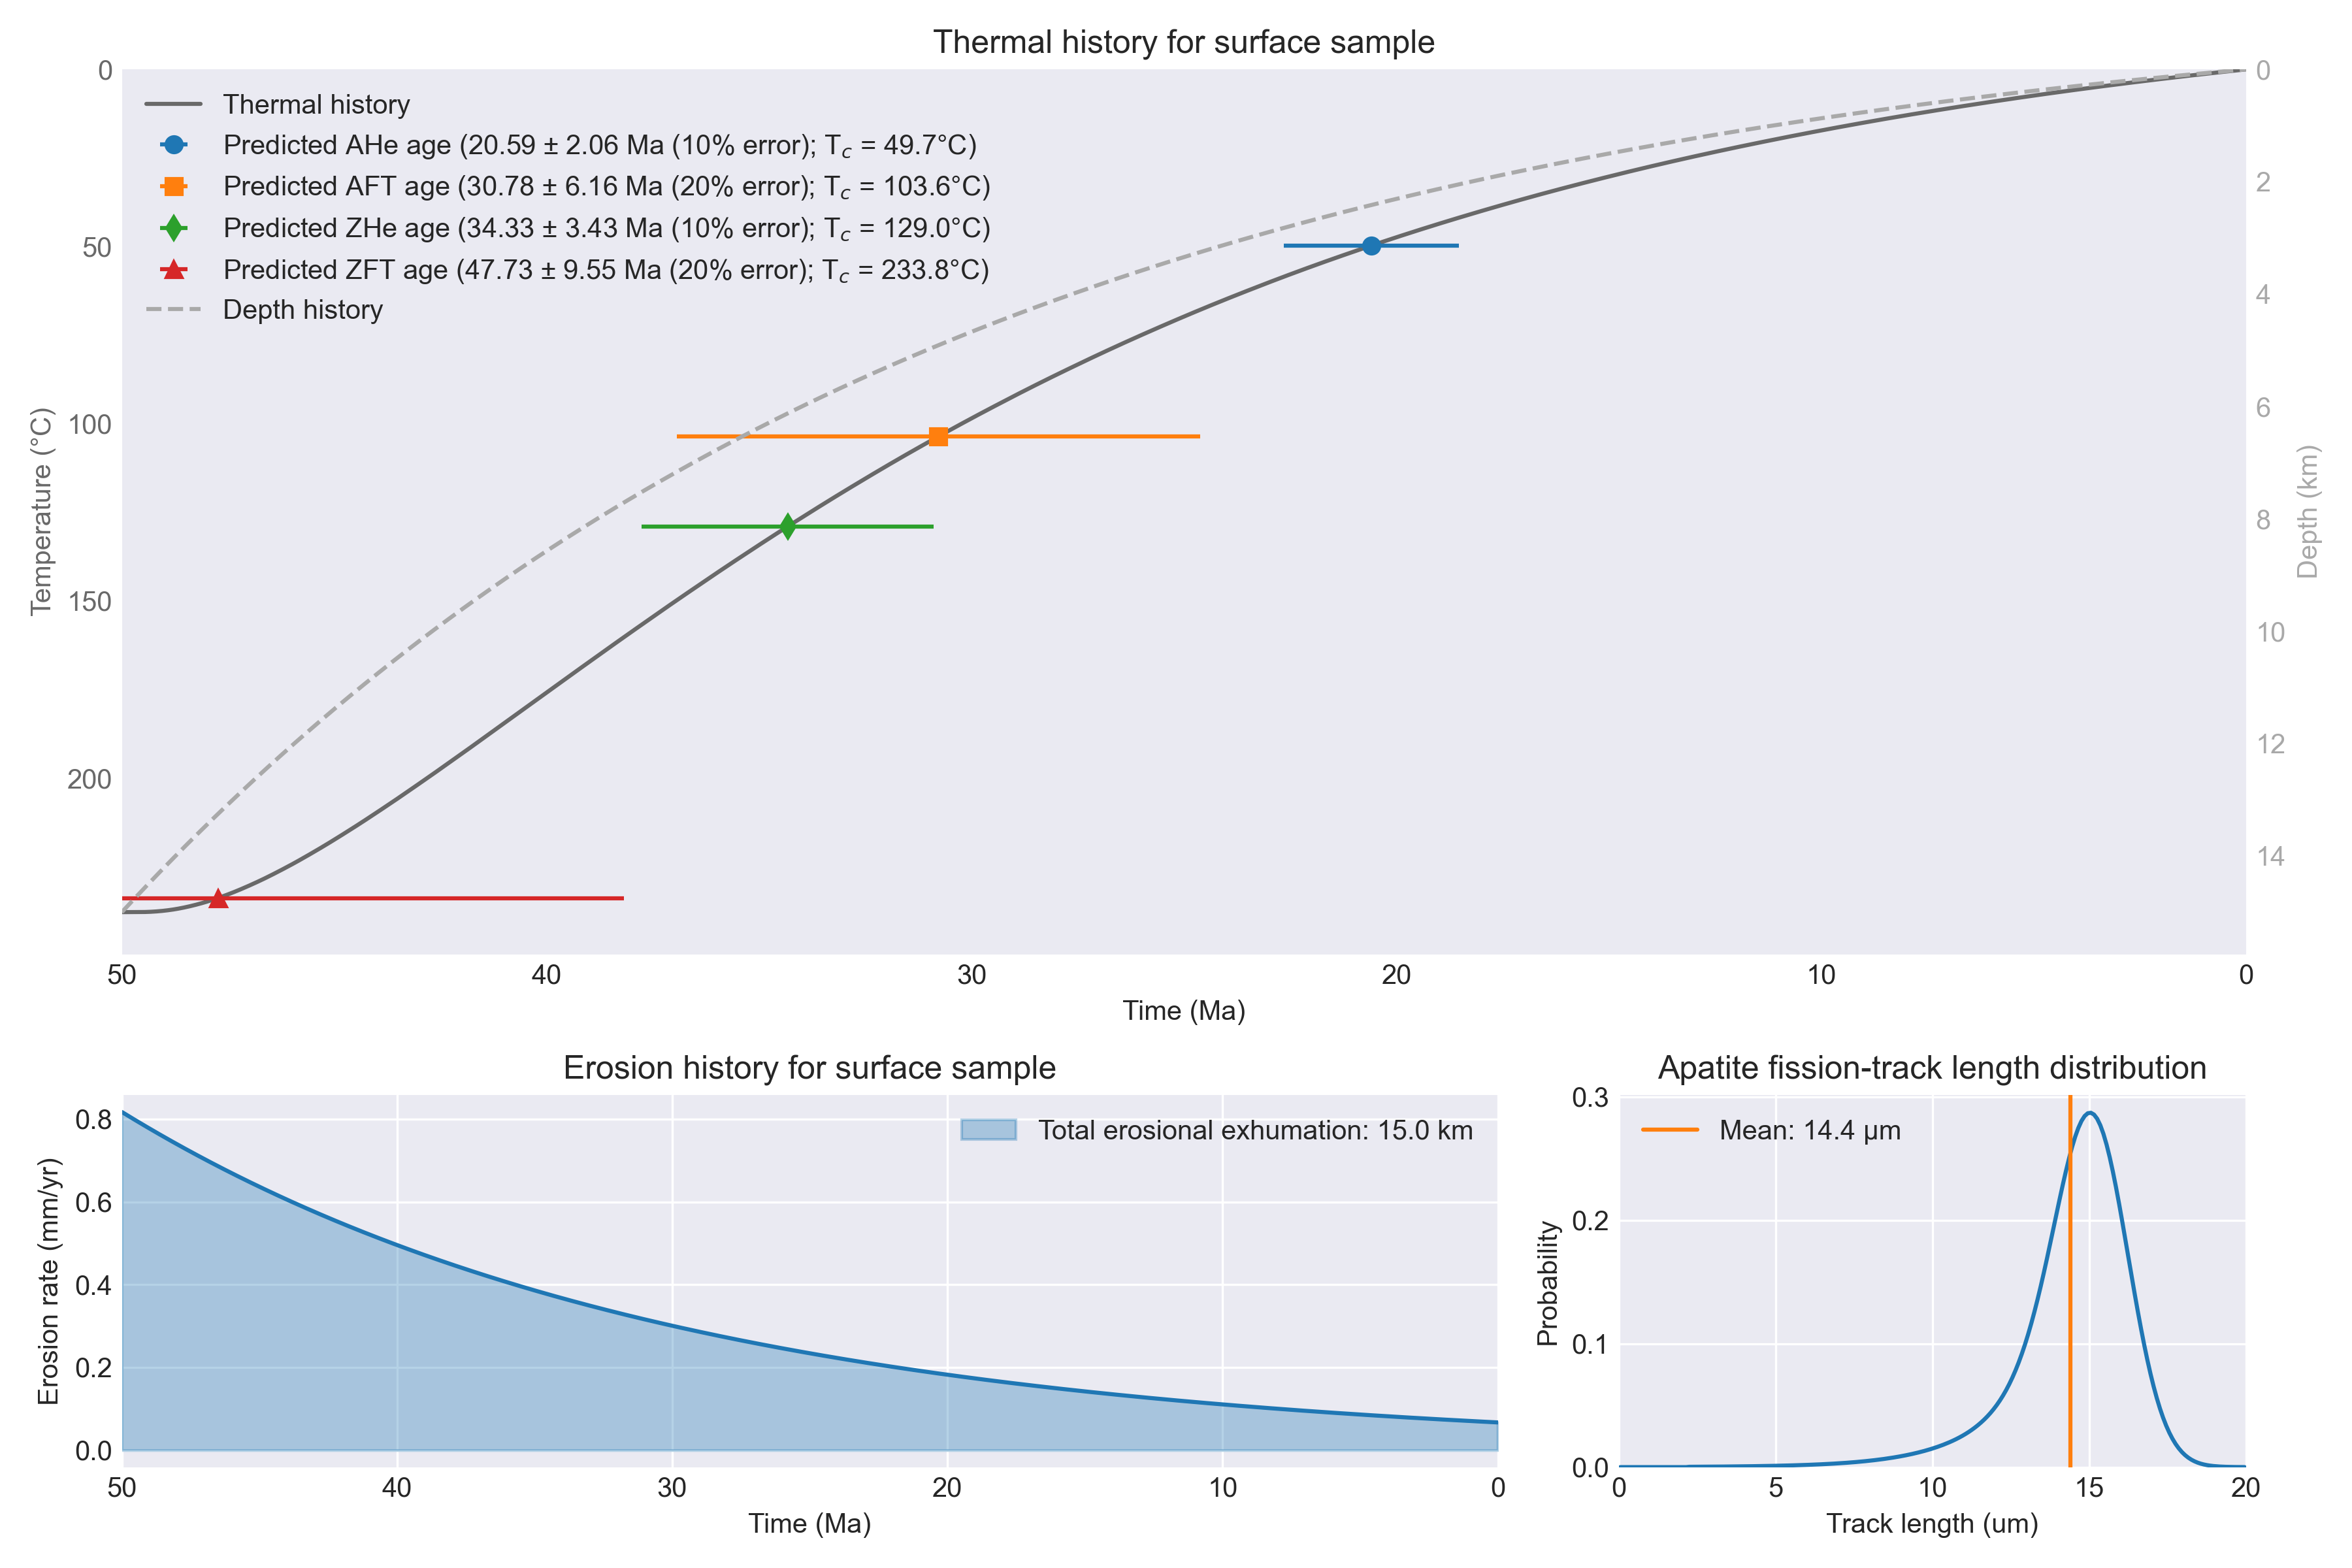 Thermal history for surface sample
Thermal history
Predicted AHe age (20.59 ± 2.06 Ma (10% error); Tc = 49.7°C)
Predicted AFT age (30.78 ± 6.16 Ma (20% error); Tc = 103.6°C)
Predicted ZHe age (34.33 ± 3.43 Ma (10% error); Tc = 129.0°C)
Predicted ZFT age (47.73 ± 9.55 Ma (20% error); Tc = 233.8°C)
Depth history
Temperature (°C)
0
50
100
150
200
Depth (km)
0
2
4
6
8
10
12
14
50 40 30 20 10 0
Time (Ma)
Erosion history for surface sample
Total erosional exhumation: 15.0 km
Erosion rate (mm/yr)
0.8
0.6
0.4
0.2
0.0
50 40 30 20 10 0
Time (Ma)
Apatite fission-track length distribution
Mean: 14.4 µm
Probability
0.3
0.2
0.1
0.0
0 5 10 15 20
Track length (um)